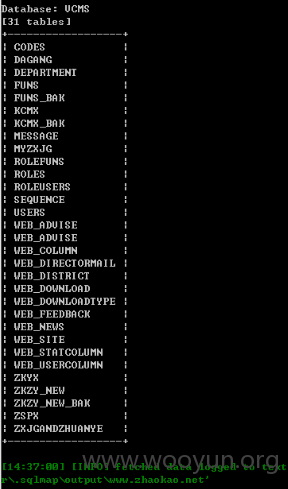 Database: VCMS
[31 tables]
+------------------+
| CODES            |
| DAGANG           |
| DEPARTMENT       |
| FUNS             |
| FUNS_BAK         |
| KCMX             |
| KCMX_BAK         |
| MESSAGE          |
| MYZXJG           |
| ROLEFUNS         |
| ROLES            |
| ROLEUSERS        |
| SEQUENCE         |
| USERS            |
| WEB_ADVISE       |
| WEB_ADVISE       |
| WEB_COLUMN       |
| WEB_DIRECTORMAIL |
| WEB_DISTRICT     |
| WEB_DOWNLOAD     |
| WEB_DOWNLOADTYPE |
| WEB_FEEDBACK     |
| WEB_NEWS         |
| WEB_SITE         |
| WEB_STATCOLUMN   |
| WEB_USERCOLUMN   |
| ZKYX             |
| ZKZY_NEW         |
| ZKZY_NEW_BAK     |
| ZSPX             |
| ZXJGANDZHUANYE   |
+------------------+
www.wooyun.org
[14:37:00] [INFO] fetched data logged to text
r\.sqlmap\output\www.zhaokao.net'